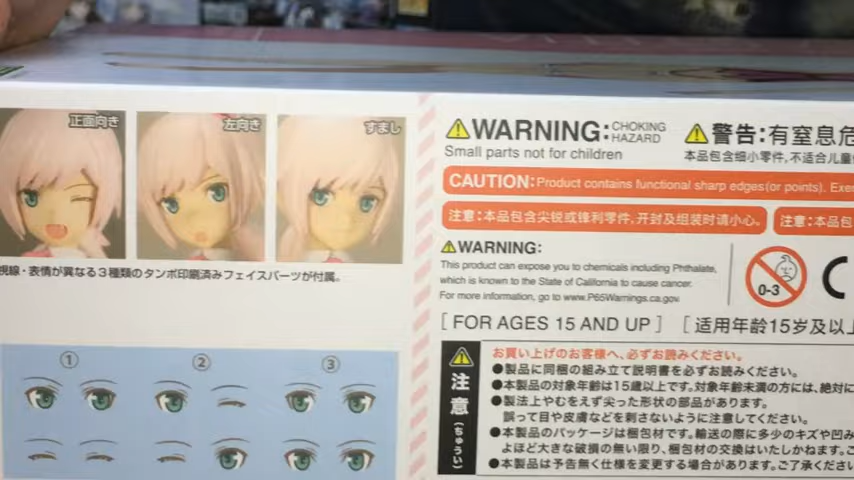 正面向き
左向き
すまし
視線・表情が異なる3種類のタンポ印刷済みフェイスパーツが付属。
① ② ③
WARNING: CHOKING HAZARD
Small parts not for children
警告:有窒息危
本品包含细小零件,不适合儿童
CAUTION: Product contains functional sharp edges(or points). Exer
注意:本品包含尖锐或锋利零件,开封及组装时请小心。
注意:本品包
WARNING:
This product can expose you to chemicals including Phthalate,
which is known to the State of California to cause cancer.
For more information, go to www.P65Warnings.ca.gov.
0-3
[ FOR AGES 15 AND UP ] [ 适用年龄15岁及以上
注意(ちゅうい)
お買い上げのお客様へ、必ずお読みください。
●製品に同梱の組み立て説明書を必ずお読みください。
●本製品の対象年齢は15歳以上です。対象年齢未満の方には、絶対に
●製法上やむをえず尖った形状の部品があります。
誤って目や皮膚などを刺さないように注意してください。
●本製品のパッケージは梱包材です。輸送の際に多少のキズや凹み
よほど大きな破損の無い限り、梱包材の交換はいたしかねます。ご
●本製品は予告無く仕様を変更する場合があります。ご了承くださ